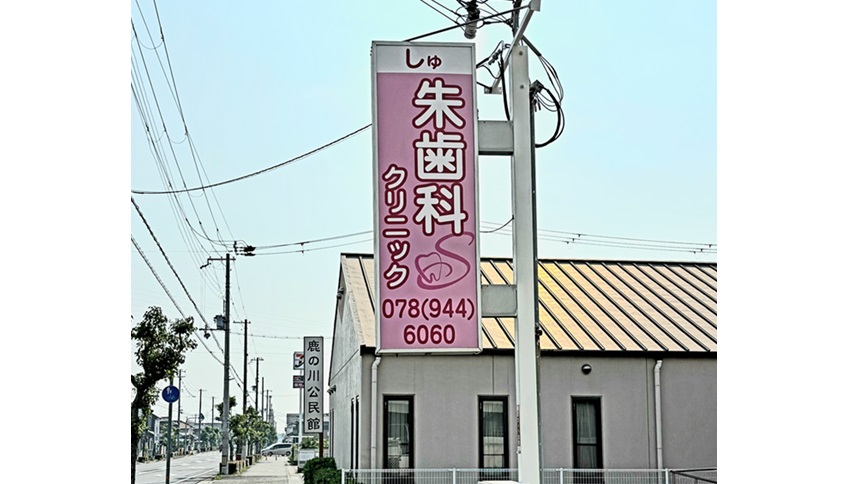 しゅ
朱歯科
クリニック
078(944)
6060
鹿の川公民館